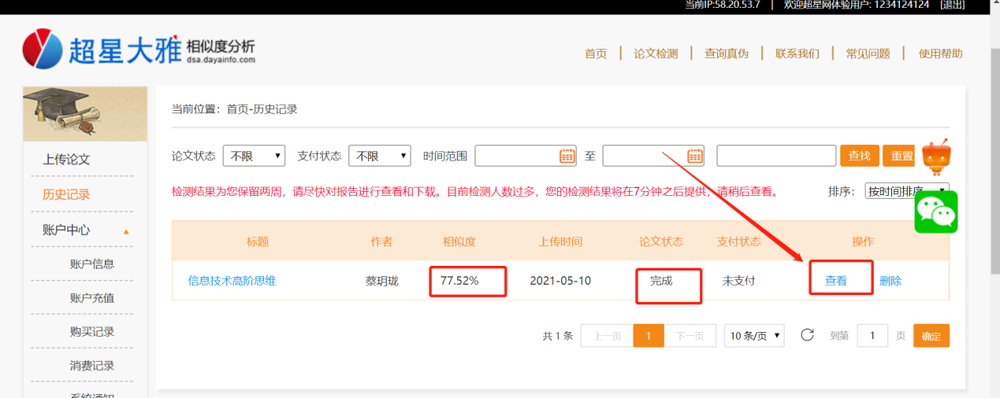 当前IP:58.20.53.7 | 欢迎超星网体验用户: 1234124124 [退出]
超星大雅 相似度分析
dsa.dayainfo.com
首页 | 论文检测 | 查询真伪 | 联系我们 | 常见问题 | 使用帮助
当前位置：首页-历史记录
上传论文
历史记录
账户中心
账户信息
账户充值
购买记录
消费记录
系统通知
论文状态 不限 支付状态 不限 时间范围 至 查找 重置
检测结果为您保留两周，请尽快对报告进行查看和下载。目前检测人数过多，您的检测结果将在7分钟之后提供，请稍后查看。 排序： 按时间排序
标题 作者 相似度 上传时间 论文状态 支付状态 操作
信息技术高阶思维 蔡玥珑 77.52% 2021-05-10 完成 未支付 查看 删除
共 1 条 上一页 1 下一页 10 条/页 到第 1 页 确定